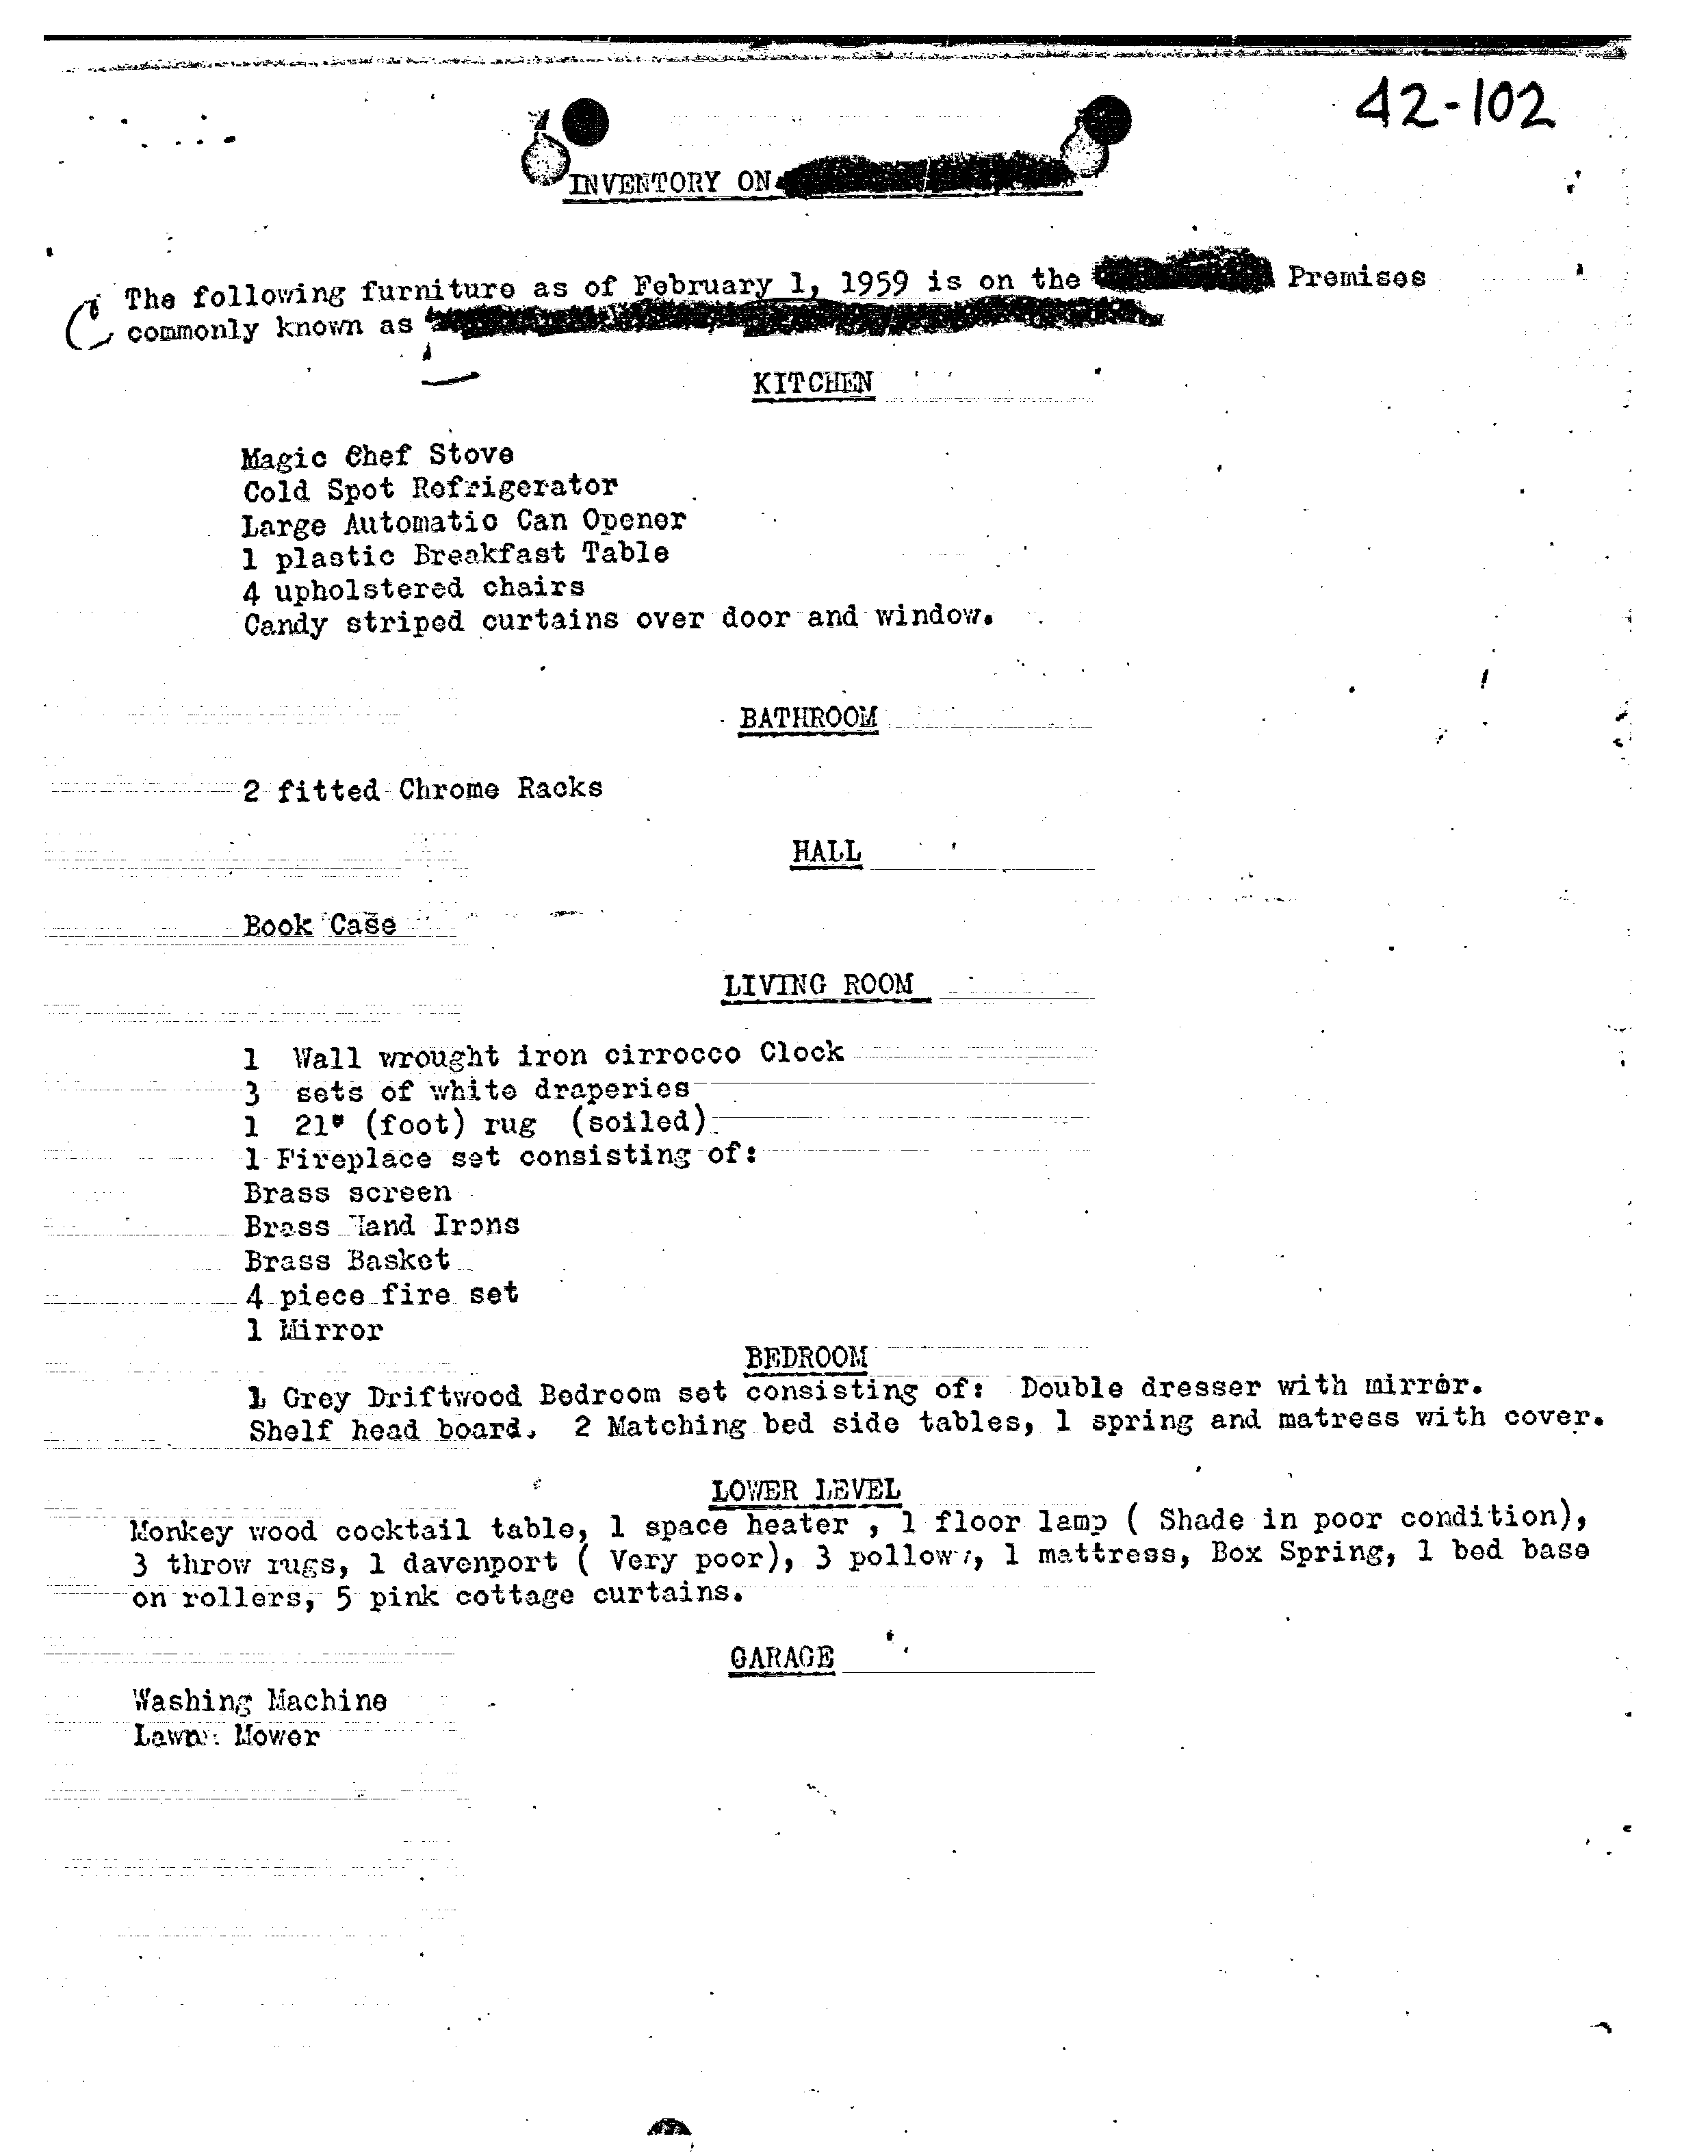 42-102
INVENTORY ON
The following furniture as of February 1, 1959 is on the Premises
commonly known as
KITCHEN
Magic Chef Stove
Cold Spot Refrigerator
Large Automatic Can Opener
1 plastic Breakfast Table
4 upholstered chairs
Candy striped curtains over door and window.
BATHROOM
2 fitted Chrome Racks
HALL
Book Case
LIVING ROOM
1 Wall wrought iron cirrocco Clock
3 sets of white draperies
1 21" (foot) rug (soiled)
1 Fireplace set consisting of:
Brass screen
Brass Hand Irons
Brass Basket
4 piece fire set
1 Mirror
BEDROOM
1 Grey Driftwood Bedroom set consisting of: Double dresser with mirror.
Shelf head board. 2 Matching bed side tables, 1 spring and matress with cover.
LOWER LEVEL
Monkey wood cocktail table, 1 space heater , 1 floor lamp ( Shade in poor condition),
3 throw rugs, 1 davenport ( Very poor), 3 pollows, 1 mattress, Box Spring, 1 bed base
on rollers, 5 pink cottage curtains.
GARAGE
Washing Machine
Lawn Mower